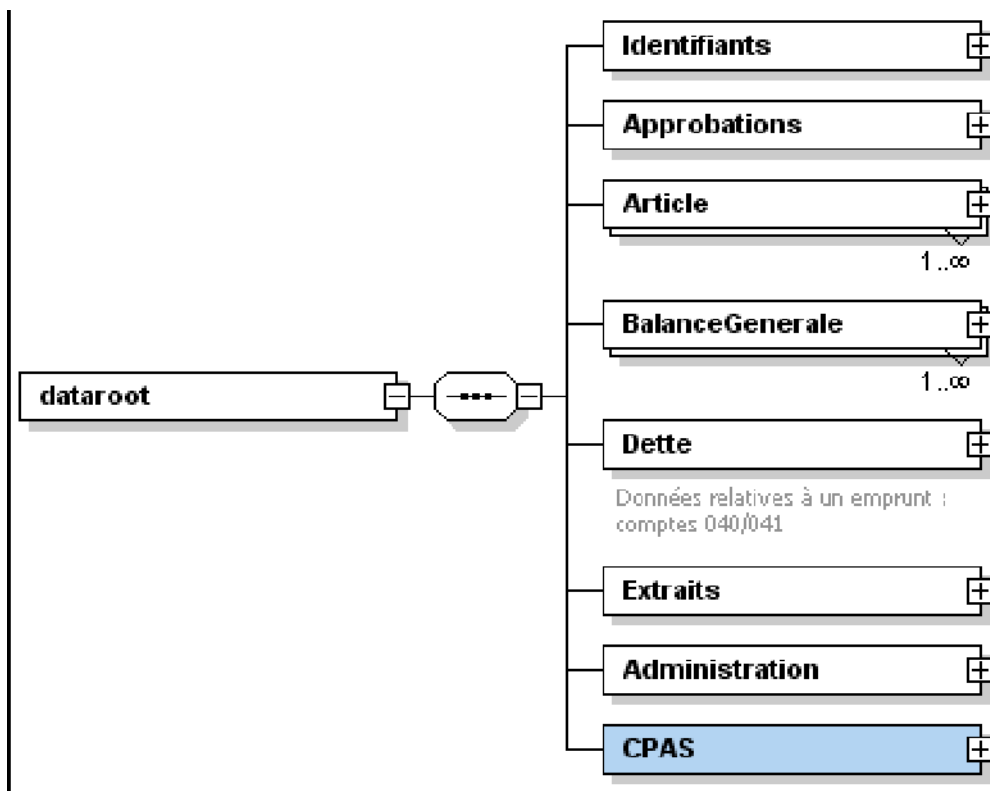 Identifiants
Approbations
Article
1..∞
BalanceGenerale
1..∞
dataroot
Dette
Données relatives à un emprunt :
comptes 040/041
Extraits
Administration
CPAS